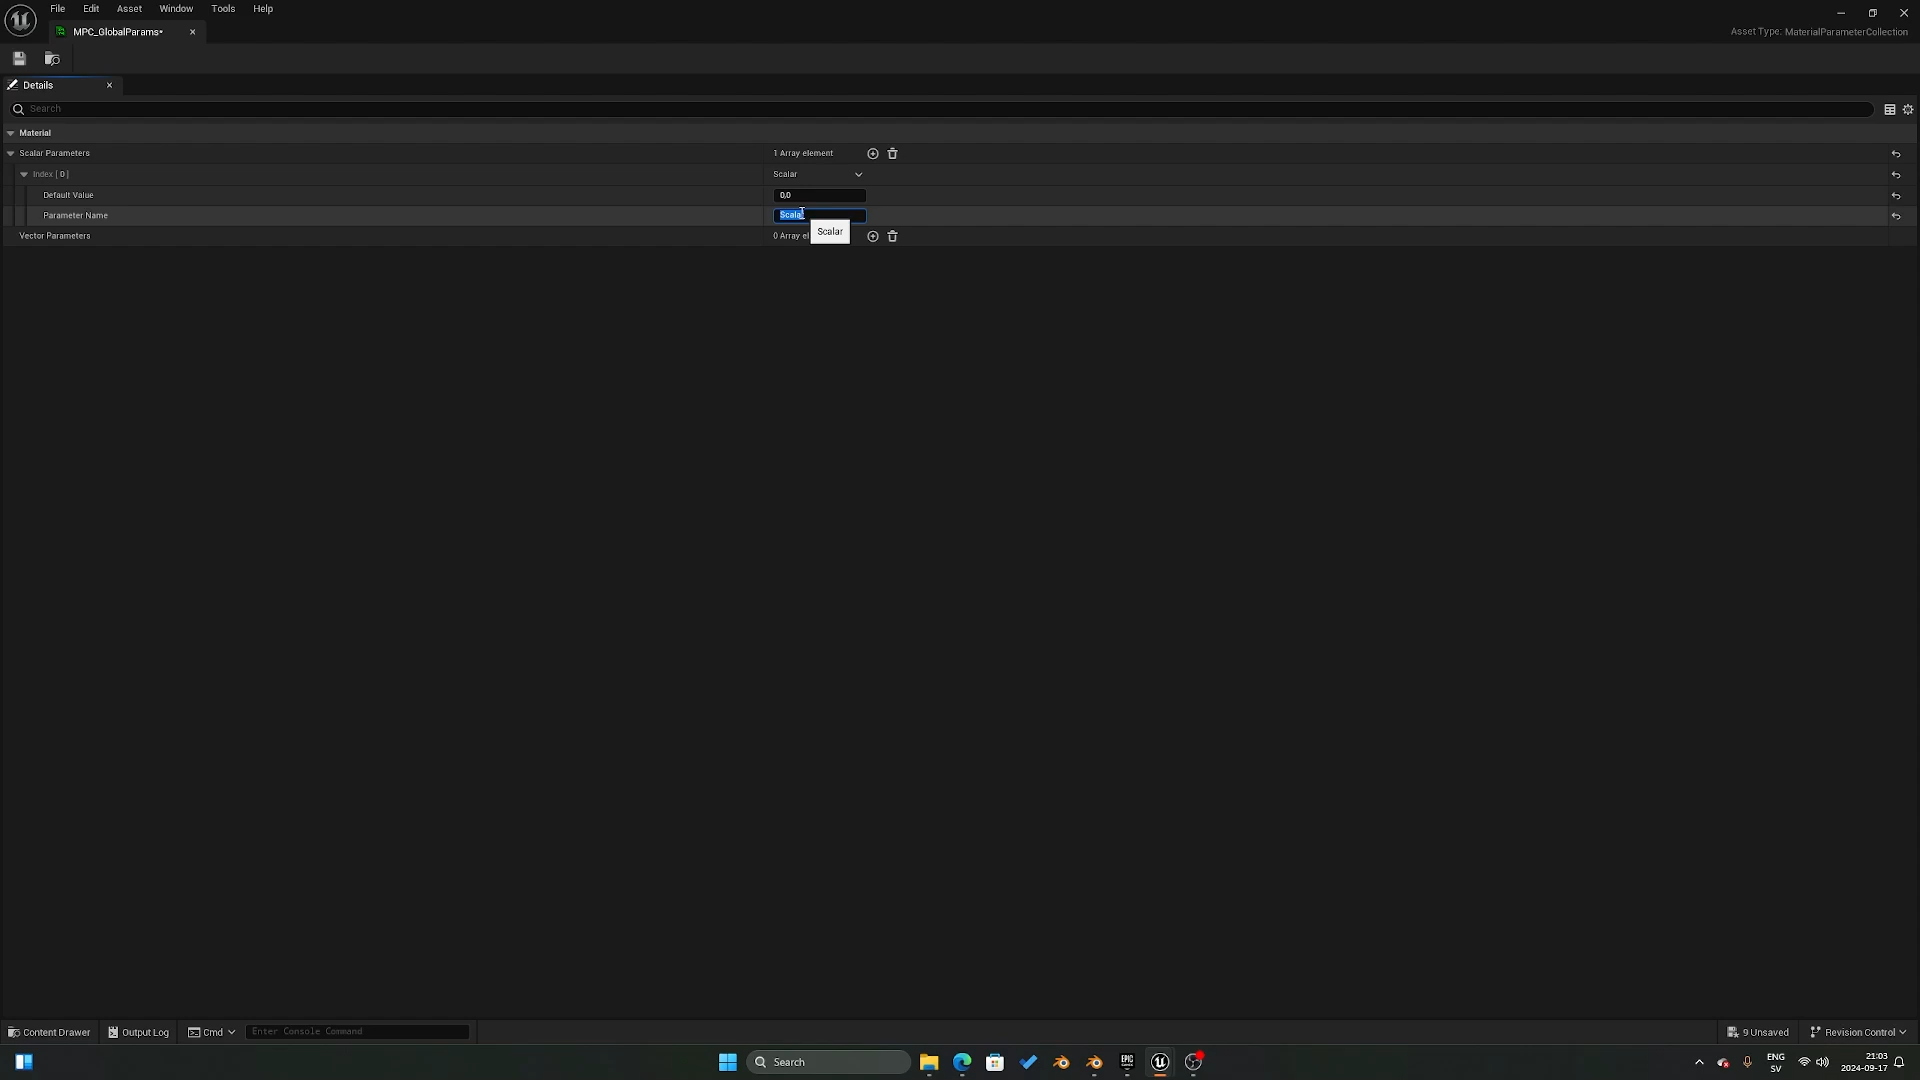 File Edit Asset Window Tools Help
MPC_GlobalParams•
Asset Type: MaterialParameterCollection
Details
Search
Material
Scalar Parameters 1 Array element
Index [ 0 ] Scalar
Default Value 0,0
Parameter Name Scalar
Scalar
Vector Parameters 0 Array el
Content Drawer Output Log Cmd Enter Console Command 9 Unsaved Revision Control
Search
EPIC GAMES
ENG
SV
21:03
2024-09-17